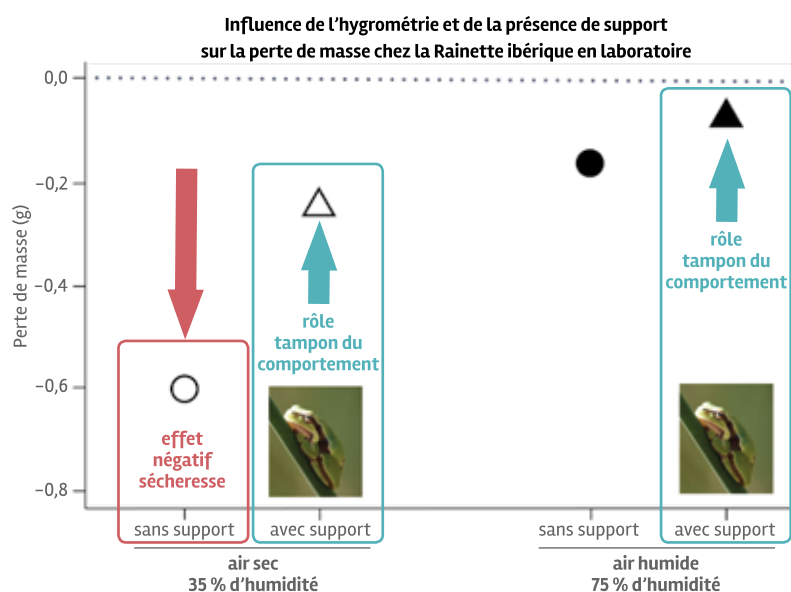 Influence de l’hygrométrie et de la présence de support
sur la perte de masse chez la Rainette ibérique en laboratoire
Perte de masse (g)
0,0
−0,2
−0,4
−0,6
−0,8
effet
négatif
sécheresse
rôle
tampon du
comportement
rôle
tampon du
comportement
sans support
avec support
sans support
avec support
air sec
35 % d’humidité
air humide
75 % d’humidité